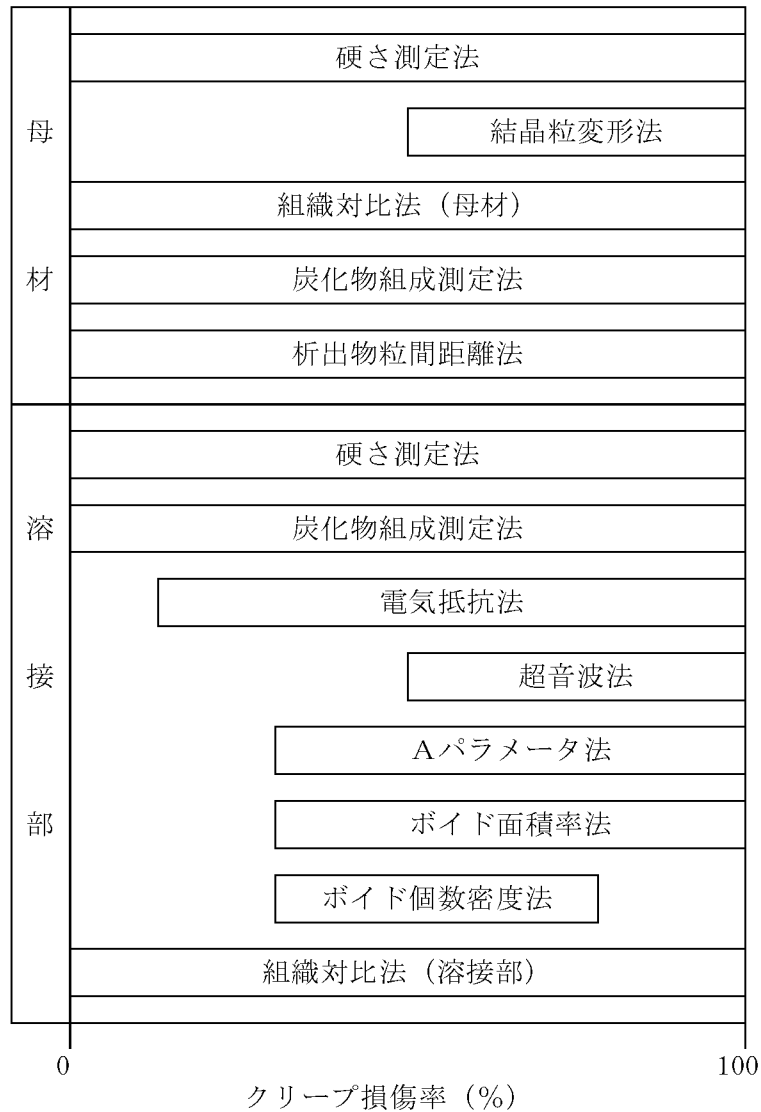 母材
硬さ測定法
結晶粒変形法
組織対比法（母材）
炭化物組成測定法
析出物粒間距離法
溶接部
硬さ測定法
炭化物組成測定法
電気抵抗法
超音波法
Aパラメータ法
ボイド面積率法
ボイド個数密度法
組織対比法（溶接部）
0
100
クリープ損傷率（%）